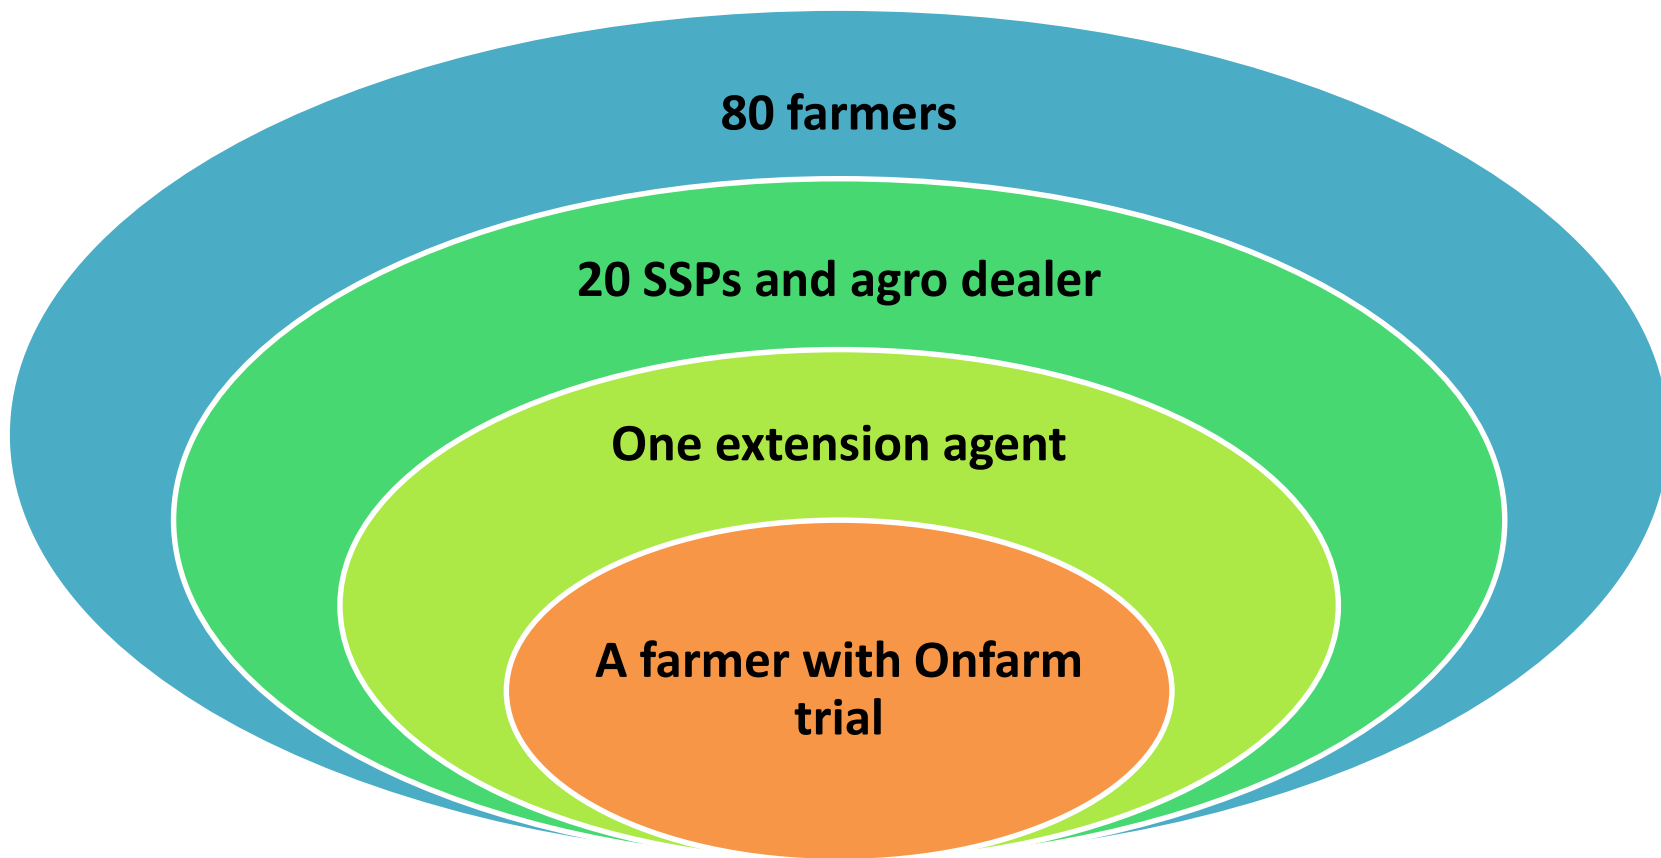 80 farmers
20 SSPs and agro dealer
One extension agent
A farmer with Onfarm
trial